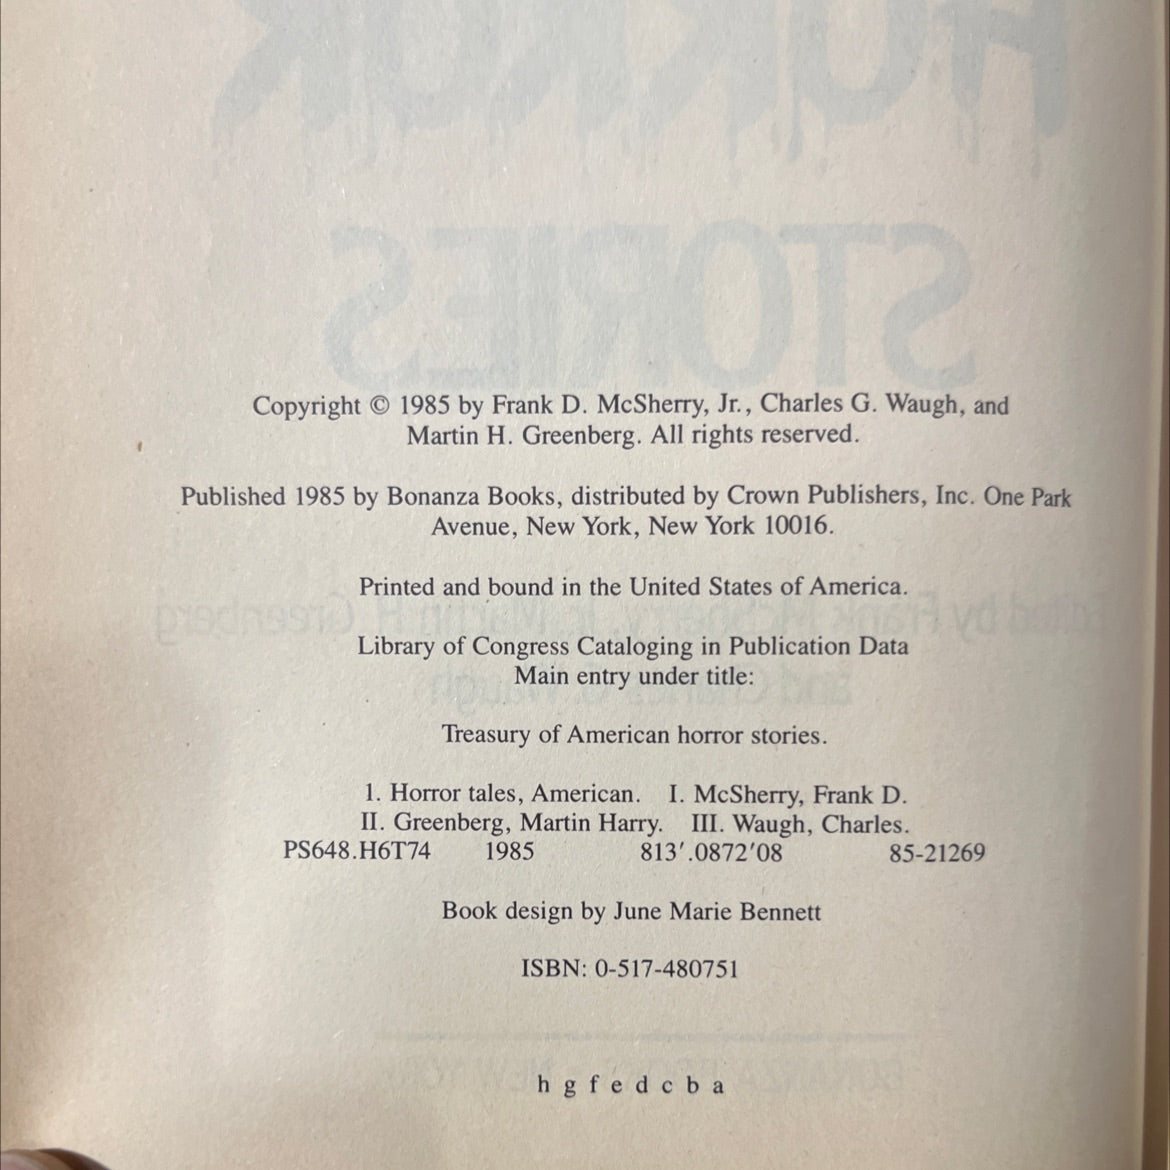 Copyright © 1985 by Frank D. McSherry, Jr., Charles G. Waugh, and
Martin H. Greenberg. All rights reserved.
Published 1985 by Bonanza Books, distributed by Crown Publishers, Inc. One Park
Avenue, New York, New York 10016.
Printed and bound in the United States of America.
Library of Congress Cataloging in Publication Data
Main entry under title:
Treasury of American horror stories.
1. Horror tales, American. I. McSherry, Frank D.
II. Greenberg, Martin Harry. III. Waugh, Charles.
PS648.H6T74 1985 813′.0872′08 85-21269
Book design by June Marie Bennett
ISBN: 0-517-480751
h g f e d c b a